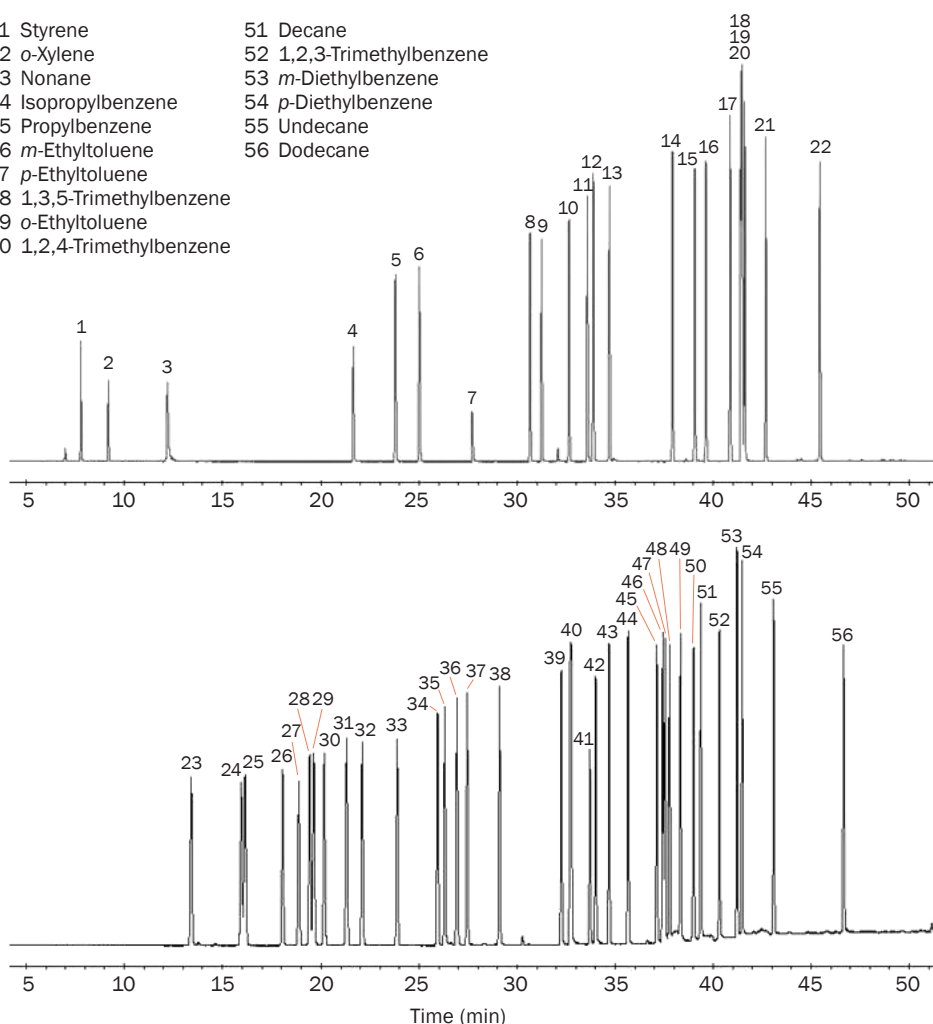 1 Styrene
2 o-Xylene
3 Nonane
4 Isopropylbenzene
5 Propylbenzene
6 m-Ethyltoluene
7 p-Ethyltoluene
8 1,3,5-Trimethylbenzene
9 o-Ethyltoluene
0 1,2,4-Trimethylbenzene
51 Decane
52 1,2,3-Trimethylbenzene
53 m-Diethylbenzene
54 p-Diethylbenzene
55 Undecane
56 Dodecane
1
2
3
4
5
6
7
8
9
10
11
12
13
14
15
16
17
18
19
20
21
22
5 10 15 20 25 30 35 40 45 50
23
24
25
26
27
28
29
30
31
32
33
34
35
36
37
38
39
40
41
42
43
44
45
46
47
48
49
50
51
52
53
54
55
56
5 10 15 20 25 30 35 40 45 50
Time (min)